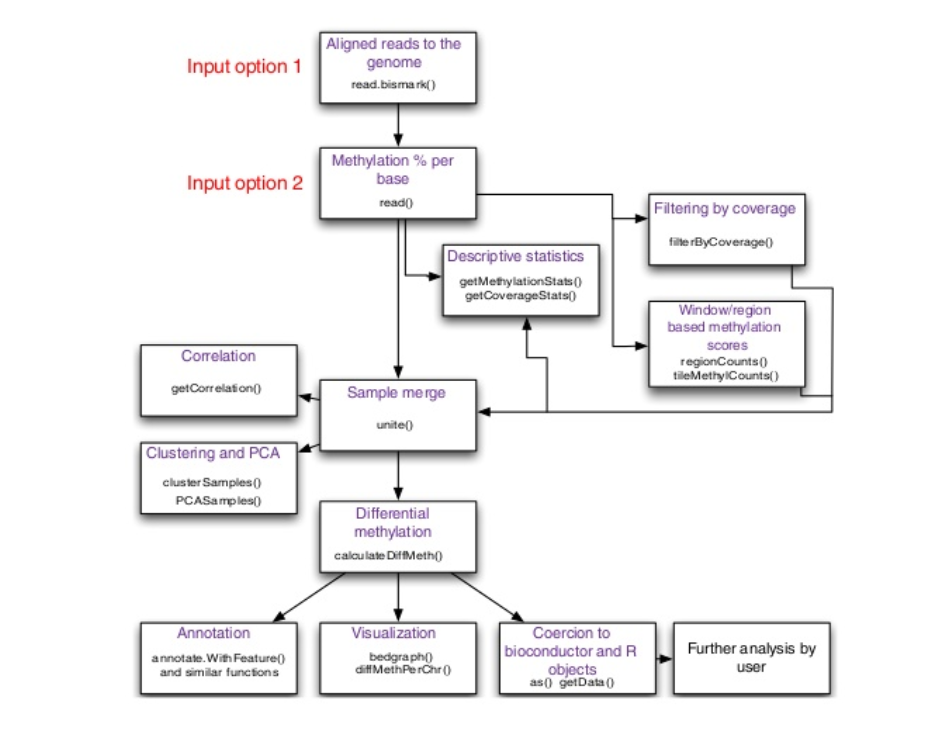 Input option 1
Aligned reads to the
genome
read.bismark()
Input option 2
Methylation % per
base
read()
Filtering by coverage
filterByCoverage()
Descriptive statistics
getMethylationStats()
getCoverageStats()
Window/region
based methylation
scores
regionCounts()
tileMethylCounts()
Correlation
getCorrelation()
Sample merge
unite()
Clustering and PCA
clusterSamples()
PCASamples()
Differential
methylation
calculateDiffMeth()
Annotation
annotate.WithFeature()
and similar functions
Visualization
bedgraph()
diffMethPerChr()
Coercion to
bioconductor and R
objects
as() getData()
Further analysis by
user